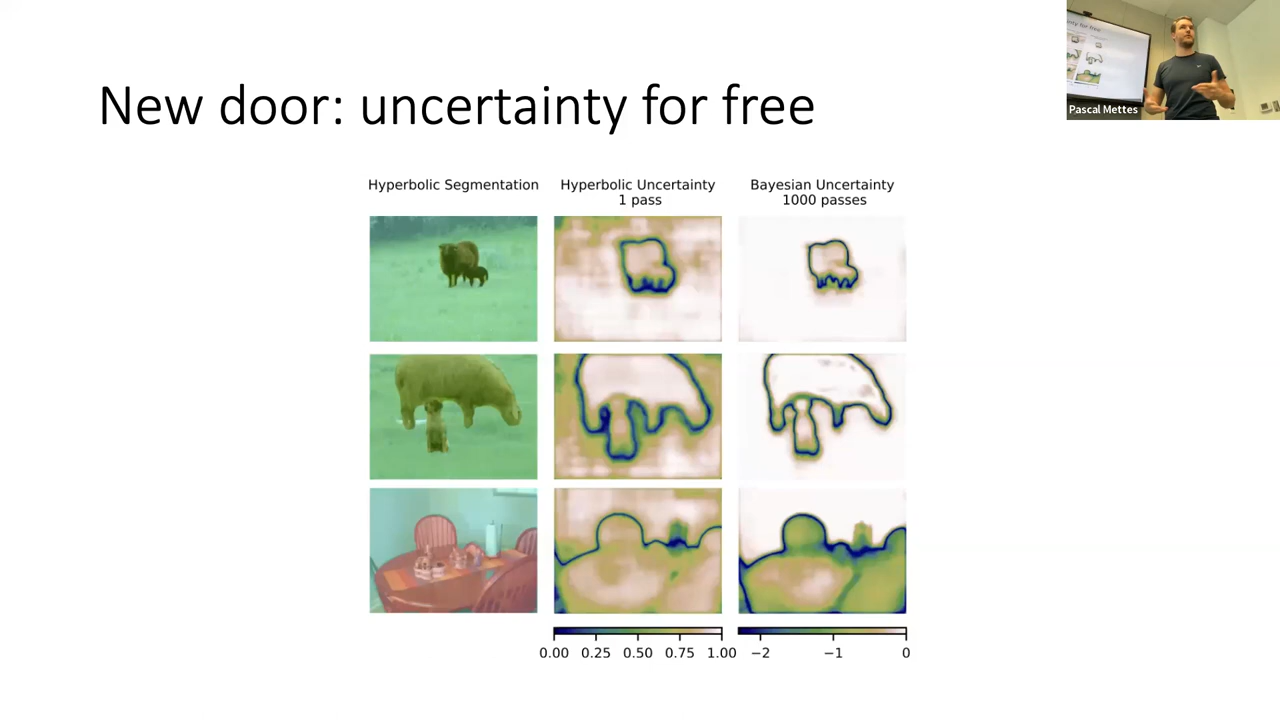 New door: uncertainty for free
Pascal Mettes
Hyperbolic Segmentation
Hyperbolic Uncertainty
1 pass
Bayesian Uncertainty
1000 passes
0.00 0.25 0.50 0.75 1.00
−2 −1 0